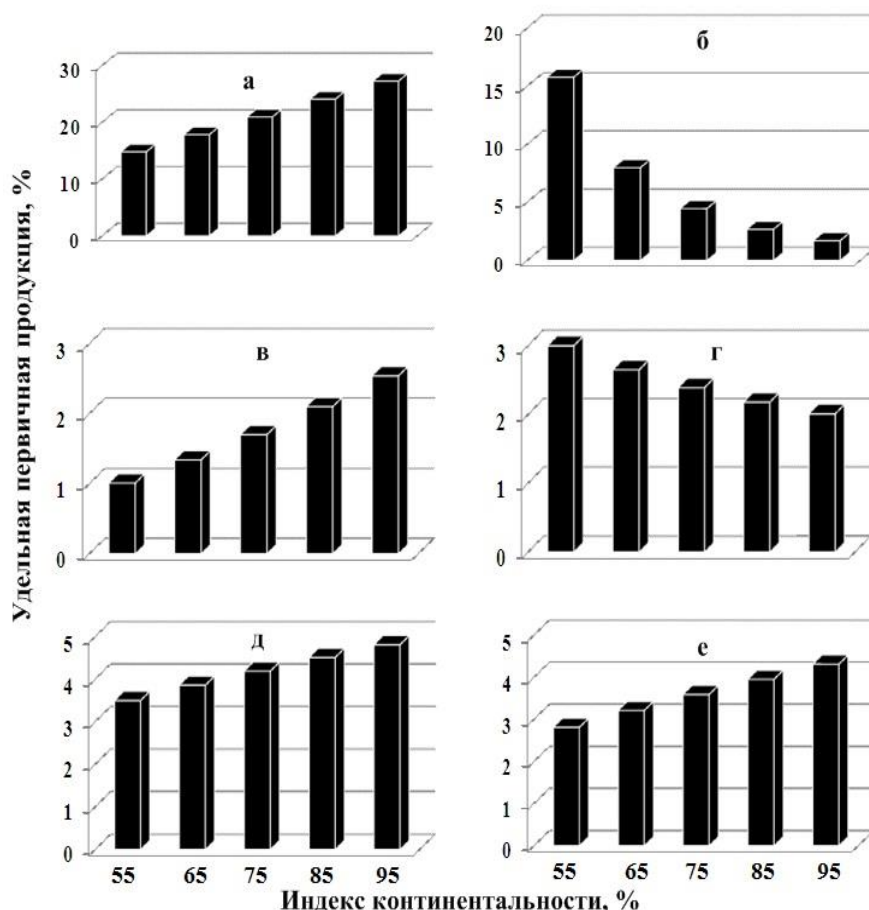 Удельная первичная продукция, %
а
30
20
10
0
б
20
15
10
5
0
в
3
2
1
0
г
3
2
1
0
д
5
4
3
2
1
0
е
5
4
3
2
1
0
55 65 75 85 95
55 65 75 85 95
Индекс континентальности, %